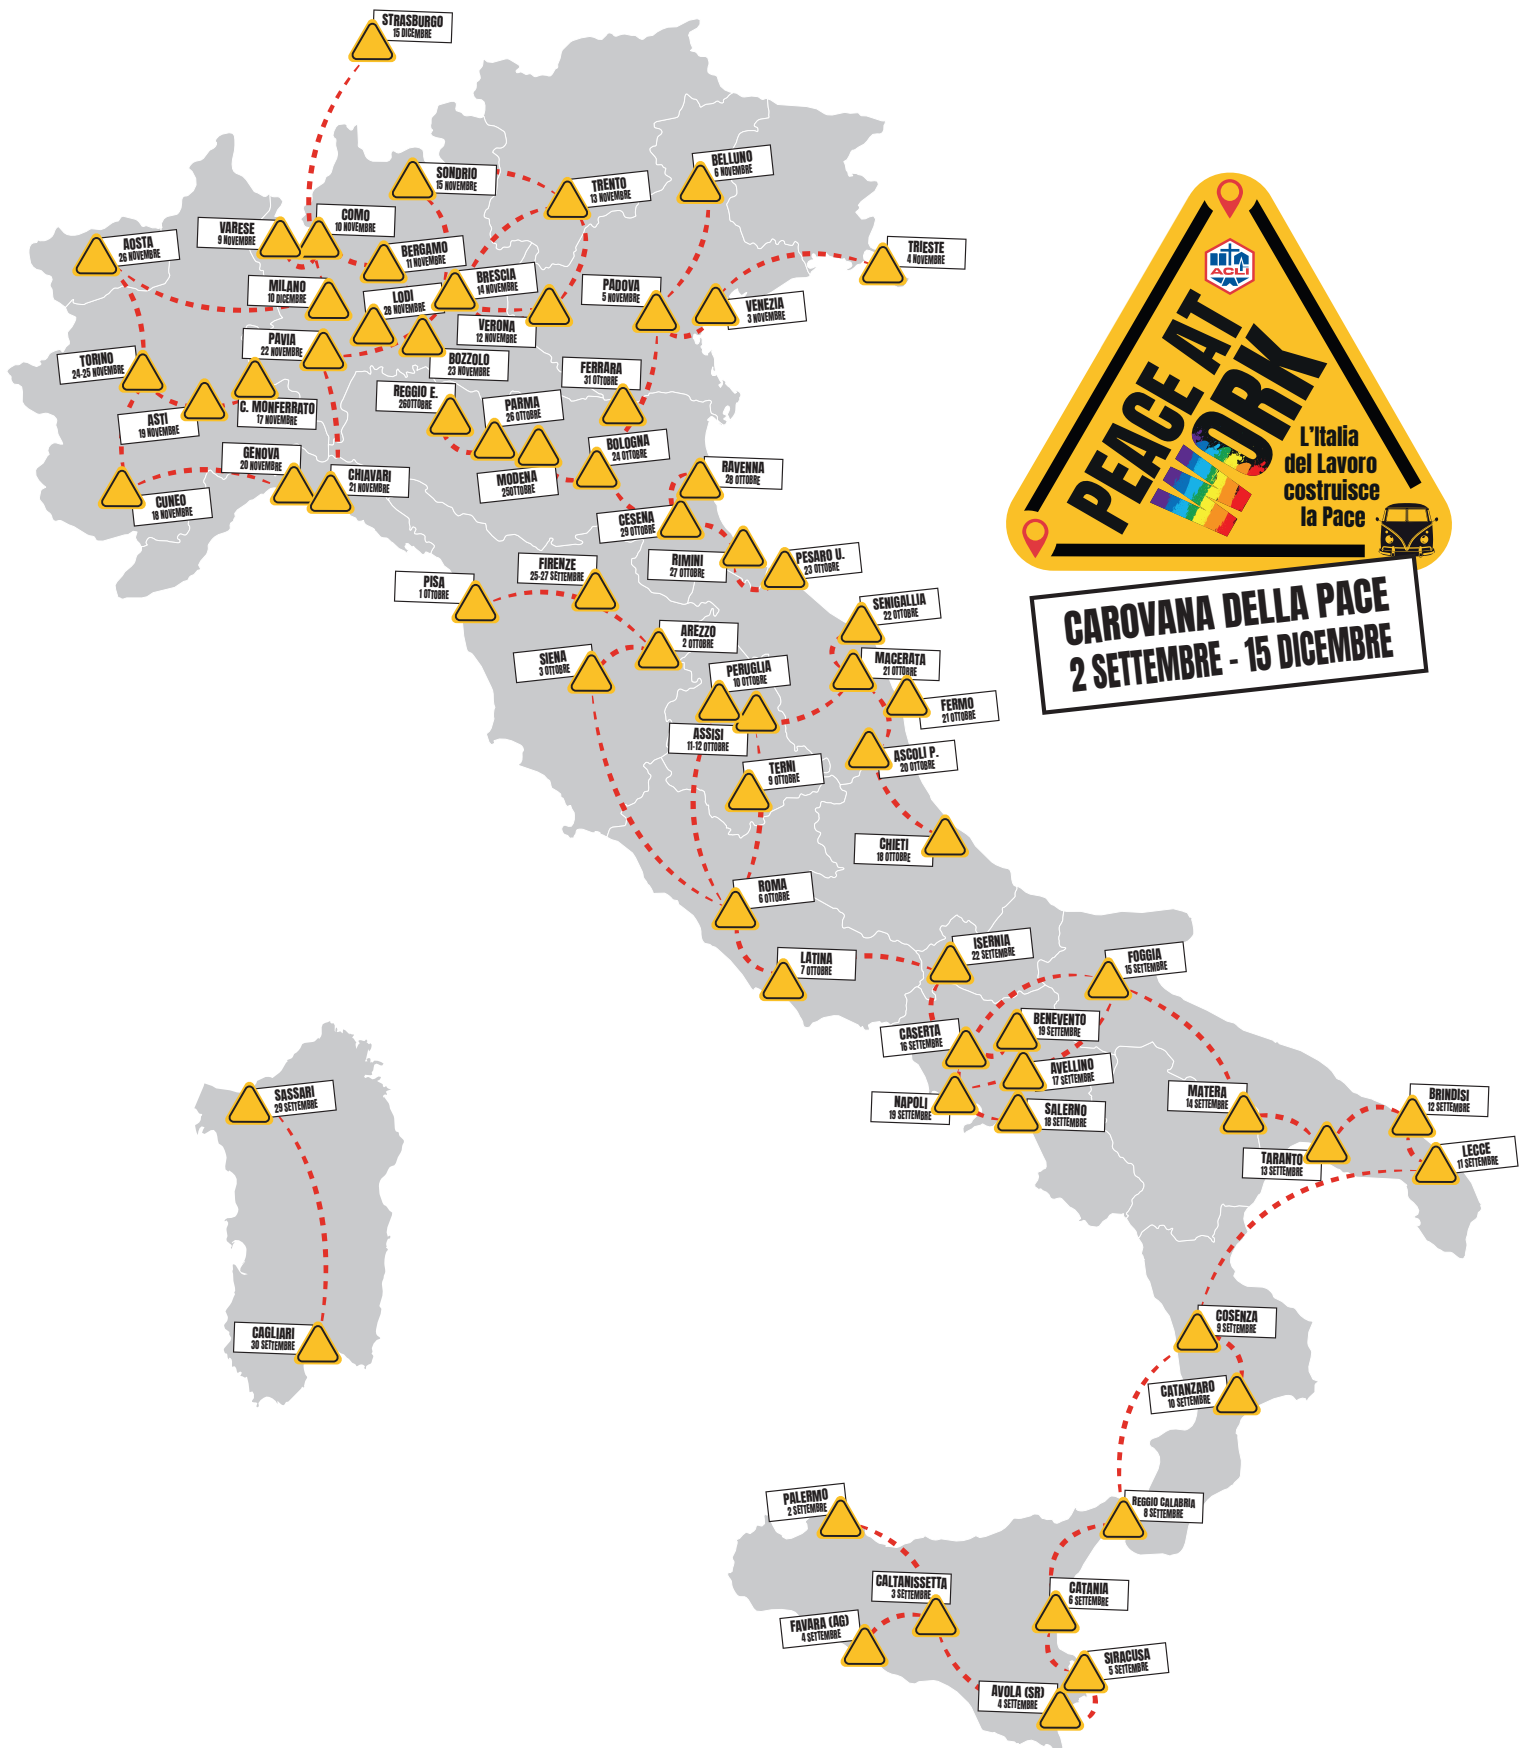 STRASBURGO
15 DICEMBRE
SONDRIO
15 NOVEMBRE
TRENTO
13 NOVEMBRE
BELLUNO
6 NOVEMBRE
TRIESTE
4 NOVEMBRE
AOSTA
26 NOVEMBRE
VARESE
9 NOVEMBRE
COMO
10 NOVEMBRE
BERGAMO
11 NOVEMBRE
MILANO
10 DICEMBRE
LODI
28 NOVEMBRE
BRESCIA
14 NOVEMBRE
PADOVA
5 NOVEMBRE
VENEZIA
3 NOVEMBRE
PAVIA
22 NOVEMBRE
VERONA
12 NOVEMBRE
BOZZOLO
23 NOVEMBRE
TORINO
24-25 NOVEMBRE
ASTI
19 NOVEMBRE
C. MONFERRATO
17 NOVEMBRE
REGGIO E.
26OTTOBRE
PARMA
26 OTTOBRE
FERRARA
31 OTTOBRE
GENOVA
20 NOVEMBRE
CHIAVARI
21 NOVEMBRE
CUNEO
18 NOVEMBRE
MODENA
25OTTOBRE
BOLOGNA
24 OTTOBRE
RAVENNA
28 OTTOBRE
CESENA
29 OTTOBRE
RIMINI
27 OTTOBRE
PESARO U.
23 OTTOBRE
PISA
1 OTTOBRE
FIRENZE
25-27 SETTEMBRE
AREZZO
2 OTTOBRE
SIENA
3 OTTOBRE
PERUGLIA
10 OTTOBRE
ASSISI
11-12 OTTOBRE
TERNI
9 OTTOBRE
SENIGALLIA
22 OTTOBRE
MACERATA
21 OTTOBRE
FERMO
21 OTTOBRE
ASCOLI P.
20 OTTOBRE
CHIETI
18 OTTOBRE
ROMA
6 OTTOBRE
LATINA
7 OTTOBRE
ISERNIA
22 SETTEMBRE
FOGGIA
15 SETTEMBRE
CASERTA
16 SETTEMBRE
BENEVENTO
19 SETTEMBRE
AVELLINO
17 SETTEMBRE
NAPOLI
19 SETTEMBRE
SALERNO
18 SETTEMBRE
MATERA
14 SETTEMBRE
TARANTO
13 SETTEMBRE
BRINDISI
12 SETTEMBRE
LECCE
11 SETTEMBRE
SASSARI
29 SETTEMBRE
CAGLIARI
30 SETTEMBRE
COSENZA
9 SETTEMBRE
CATANZARO
10 SETTEMBRE
REGGIO CALABRIA
8 SETTEMBRE
PALERMO
2 SETTEMBRE
CALTANISSETTA
3 SETTEMBRE
FAVARA (AG)
4 SETTEMBRE
CATANIA
6 SETTEMBRE
SIRACUSA
5 SETTEMBRE
AVOLA (SR)
4 SETTEMBRE
ACLI
PEACE AT
WORK
L'Italia
del Lavoro
costruisce
la Pace
CAROVANA DELLA PACE
2 SETTEMBRE - 15 DICEMBRE